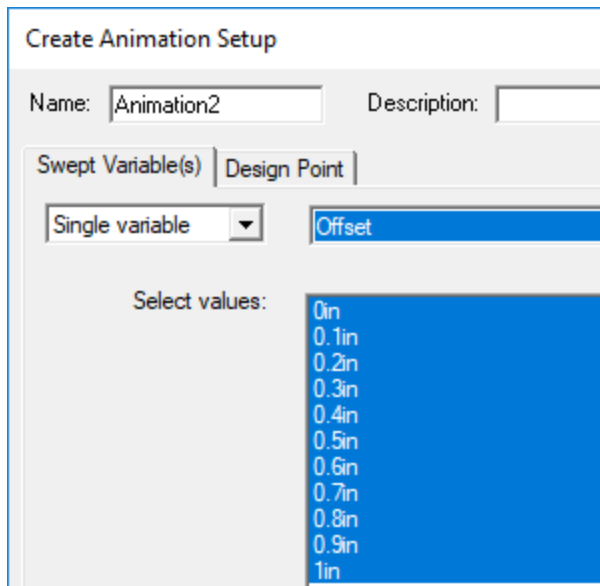 Create Animation Setup
Name: Animation2 Description:
Swept Variable(s) Design Point
Single variable Offset
Select values: 0in
0.1in
0.2in
0.3in
0.4in
0.5in
0.6in
0.7in
0.8in
0.9in
1in